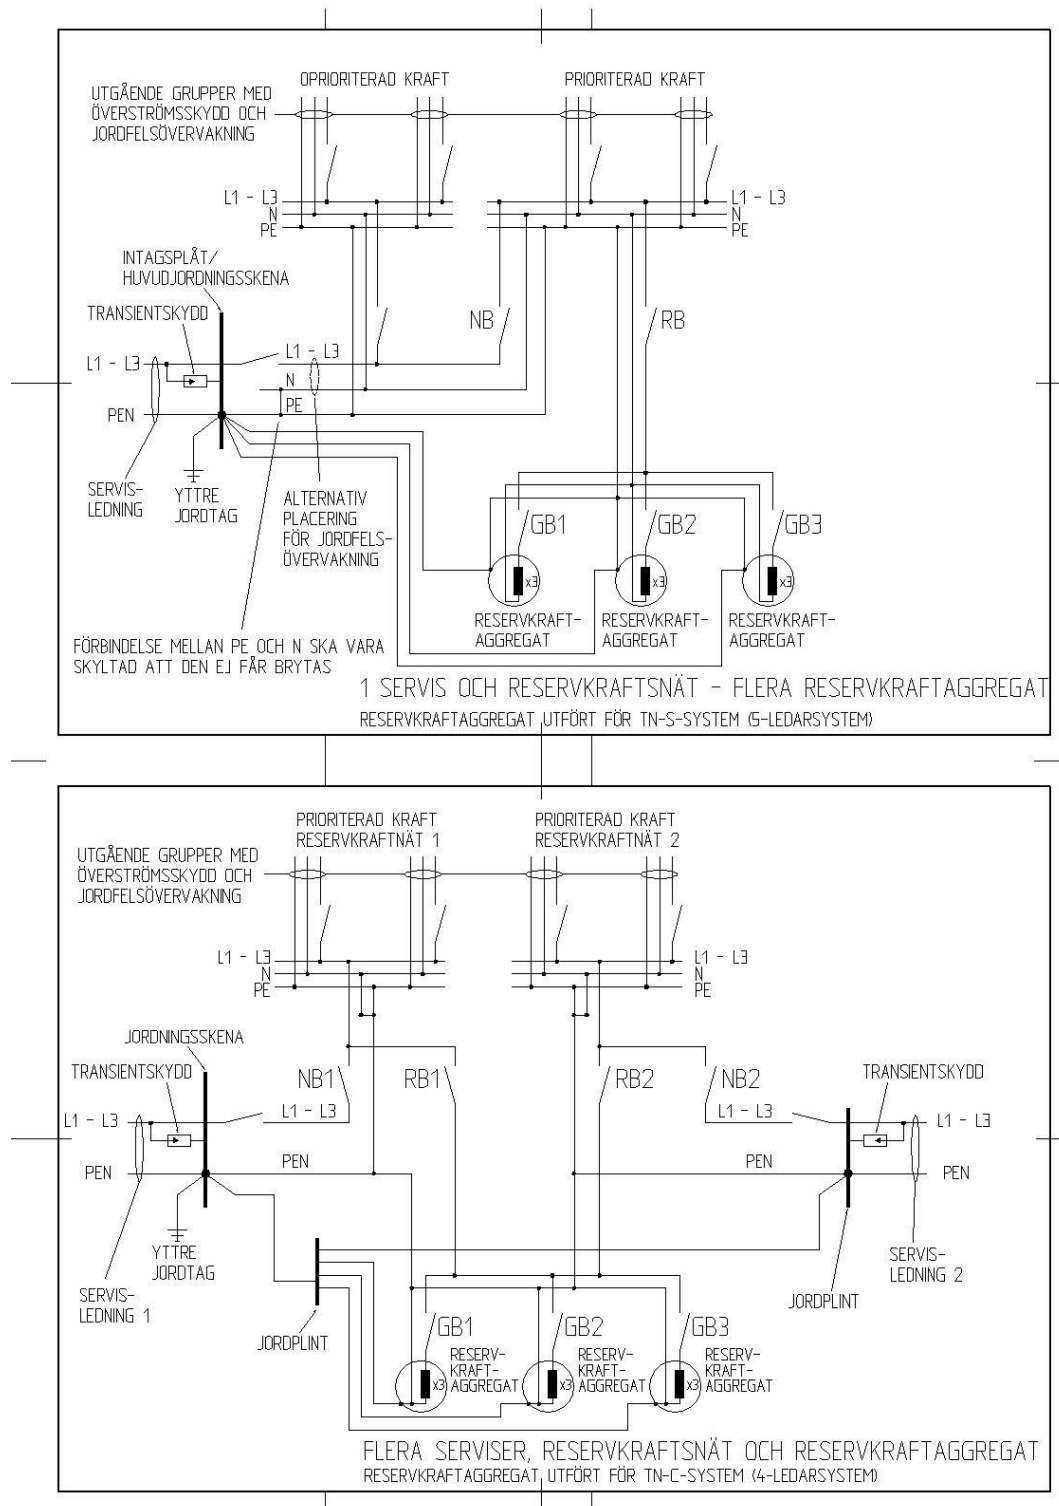 OPRIORITERAD KRAFT
PRIORITERAD KRAFT
UTGÅENDE GRUPPER MED
ÖVERSTRÖMSSKYDD OCH
JORDFELSÖVERVAKNING
L1 - L3
N
PE
L1 - L3
N
PE
INTAGSPLÅT/
HUVUDJORDNINGSSKENA
TRANSIENTSKYDD
NB
RB
L1 - L3
L1 - L3
N
PE
PEN
SERVIS-
LEDNING
YTTRE
JORDTAG
ALTERNATIV
PLACERING
FÖR JORDFELS-
ÖVERVAKNING
GB1
GB2
GB3
x3
x3
x3
RESERVKRAFT-
AGGREGAT
RESERVKRAFT-
AGGREGAT
RESERVKRAFT-
AGGREGAT
FÖRBINDELSE MELLAN PE OCH N SKA VARA
SKYLTAD ATT DEN EJ FÅR BRYTAS
1 SERVIS OCH RESERVKRAFTSNÄT - FLERA RESERVKRAFTAGGREGAT
RESERVKRAFTAGGREGAT UTFÖRT FÖR TN-S-SYSTEM (5-LEDARSYSTEM)
PRIORITERAD KRAFT
RESERVKRAFTNÄT 1
PRIORITERAD KRAFT
RESERVKRAFTNÄT 2
UTGÅENDE GRUPPER MED
ÖVERSTRÖMSSKYDD OCH
JORDFELSÖVERVAKNING
L1 - L3
N
PE
L1 - L3
N
PE
JORDNINGSSKENA
TRANSIENTSKYDD
NB1
RB1
RB2
NB2
TRANSIENTSKYDD
L1 - L3
L1 - L3
L1 - L3
L1 - L3
PEN
PEN
PEN
PEN
YTTRE
JORDTAG
SERVIS-
LEDNING 1
JORDPLINT
SERVIS-
LEDNING 2
JORDPLINT
GB1
GB2
GB3
RESERV-
KRAFT-
AGGREGAT
RESERV-
KRAFT-
AGGREGAT
RESERV-
KRAFT-
AGGREGAT
x3
x3
x3
FLERA SERVISER, RESERVKRAFTSNÄT OCH RESERVKRAFTAGGREGAT
RESERVKRAFTAGGREGAT UTFÖRT FÖR TN-C-SYSTEM (4-LEDARSYSTEM)